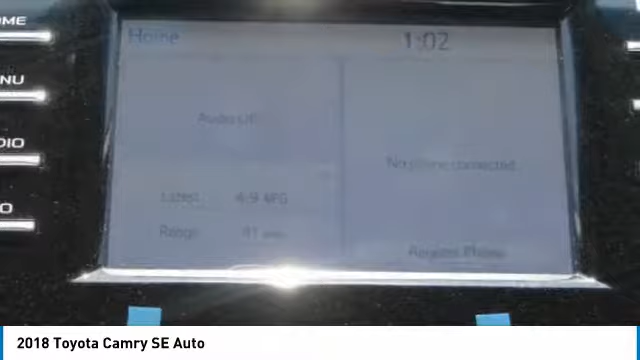 Home
1:02
Audio Off
No phone connected
Latest
MPG
Range
Register Phone
2018 Toyota Camry SE Auto